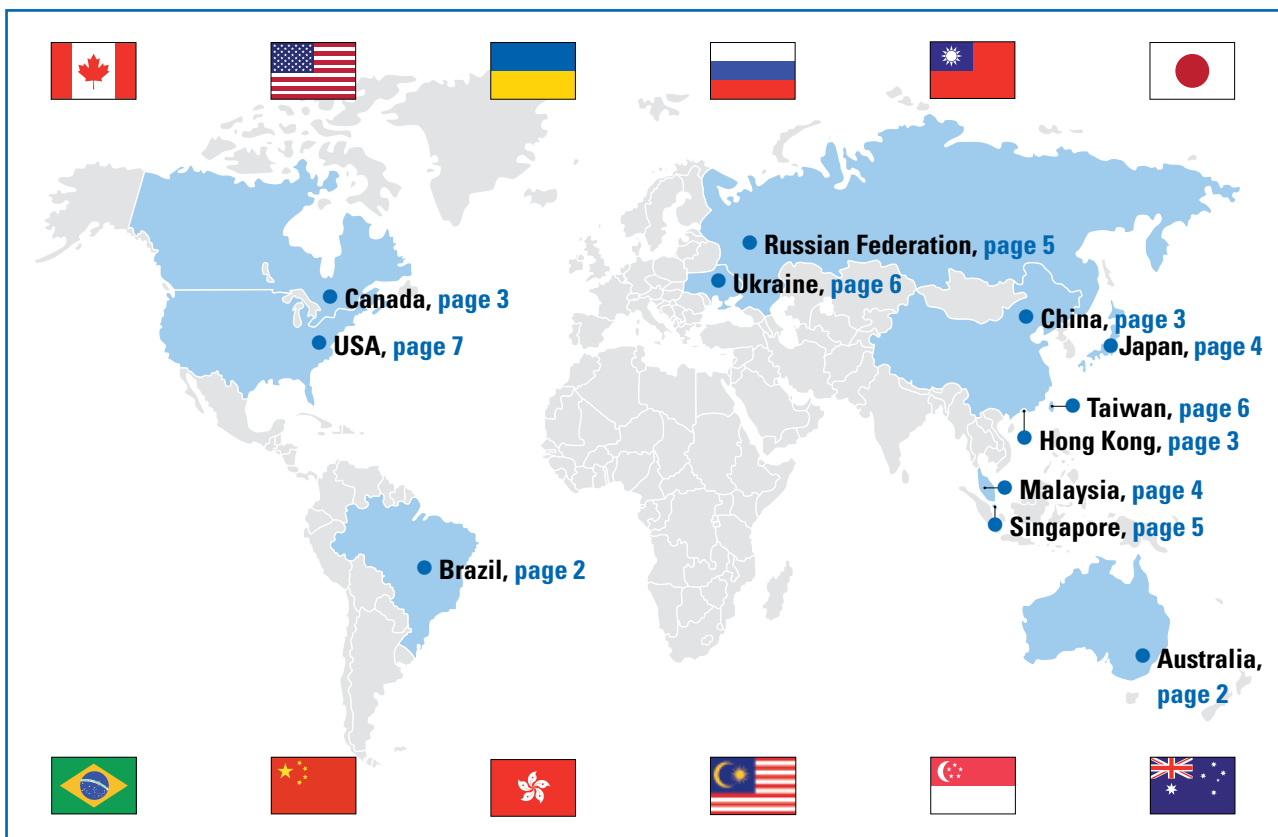 Russian Federation, page 5
Ukraine, page 6
Canada, page 3
China, page 3
USA, page 7
Japan, page 4
Taiwan, page 6
Hong Kong, page 3
Malaysia, page 4
Singapore, page 5
Brazil, page 2
Australia,
page 2